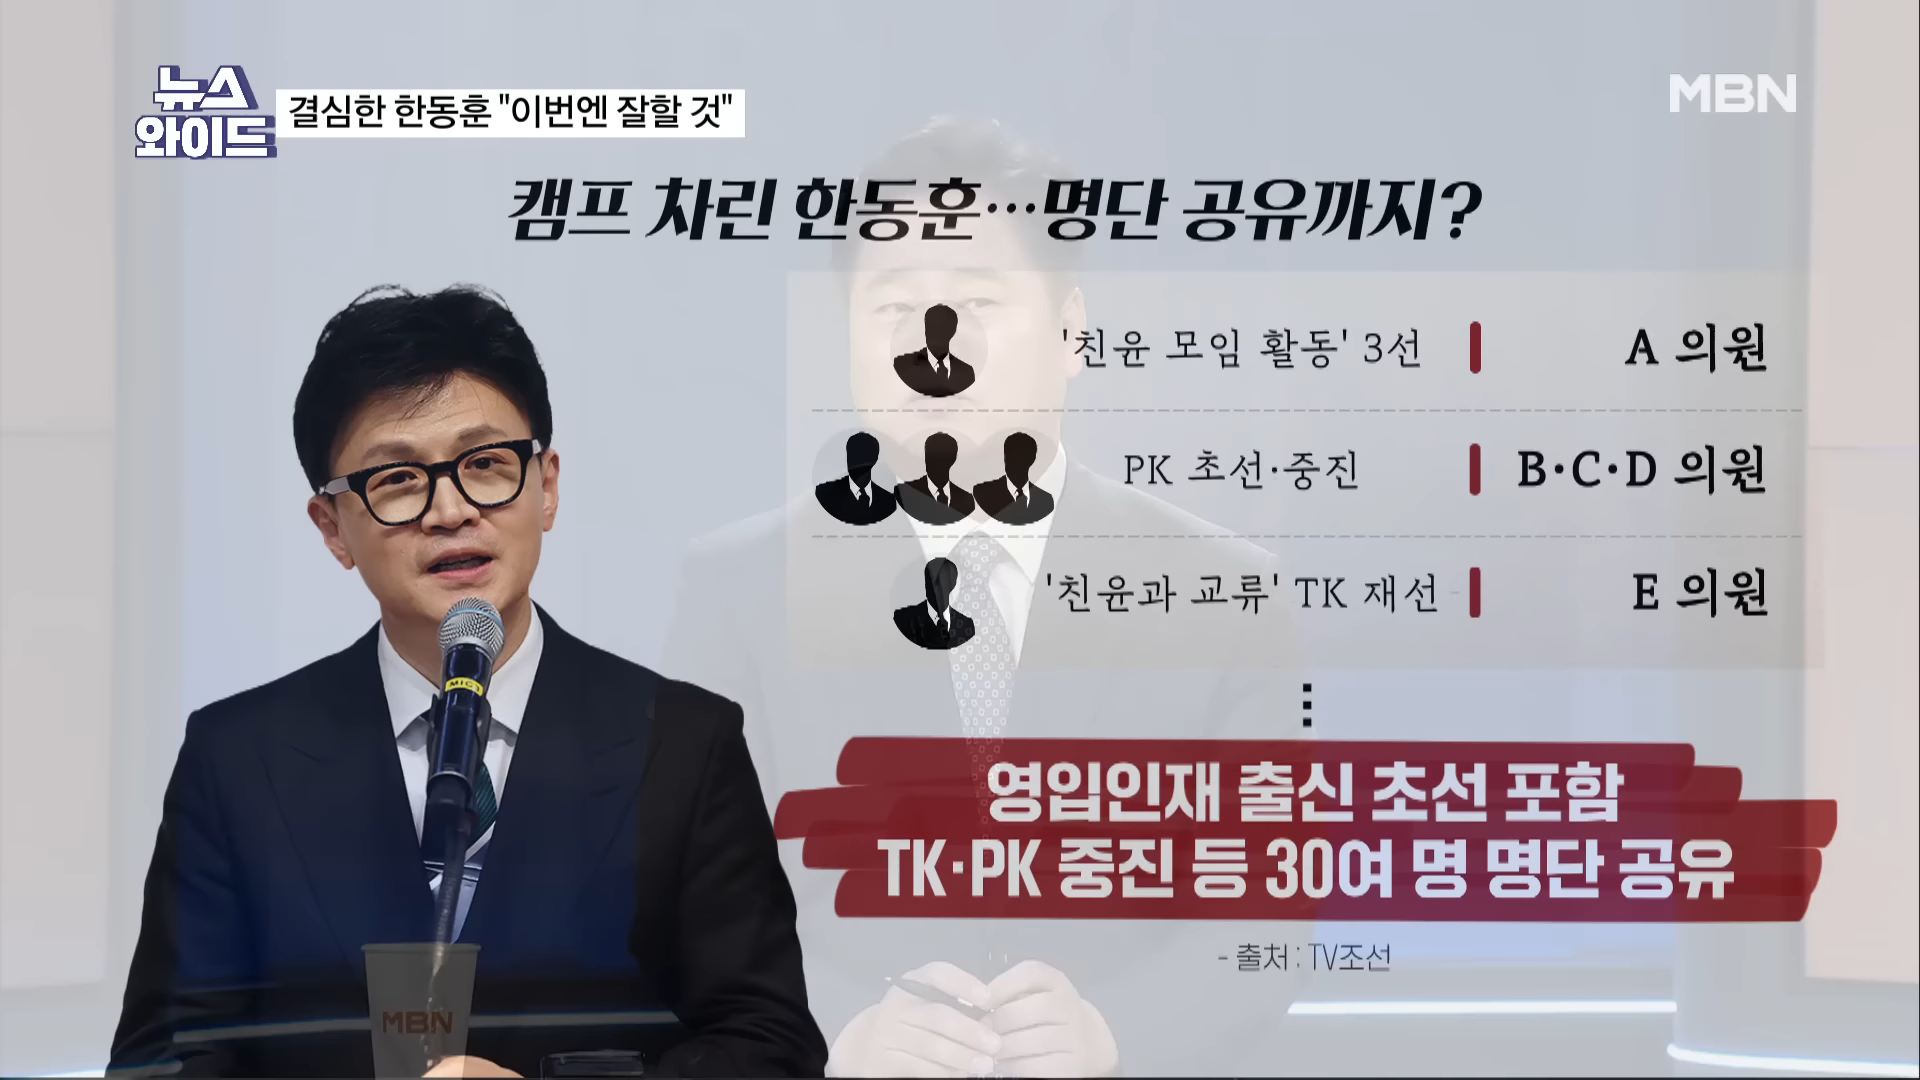 뉴스
와이드
결심한 한동훈 "이번엔 잘할 것"
MBN
캠프 차린 한동훈…명단 공유까지?
'친윤 모임 활동' 3선 A 의원
PK 초선·중진 B·C·D 의원
'친윤과 교류' TK 재선 E 의원
⋮
영입인재 출신 초선 포함
TK·PK 중진 등 30여 명 명단 공유
- 출처 : TV조선
MIC 1
MBN